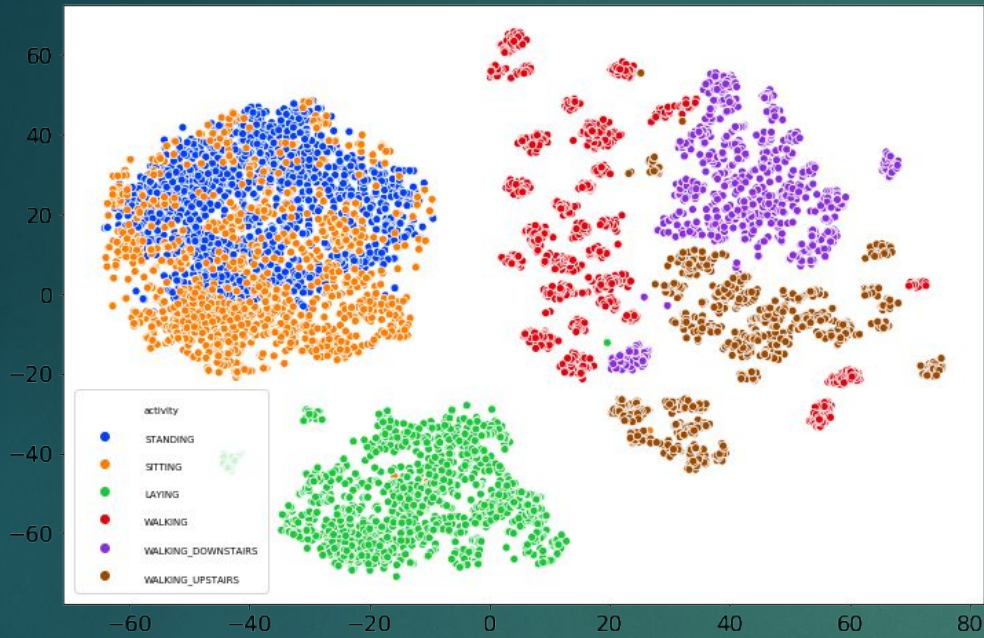 60
40
20
0
−20
−40
−60
activity
STANDING
SITTING
LAYING
WALKING
WALKING_DOWNSTAIRS
WALKING_UPSTAIRS
−60 −40 −20 0 20 40 60 80